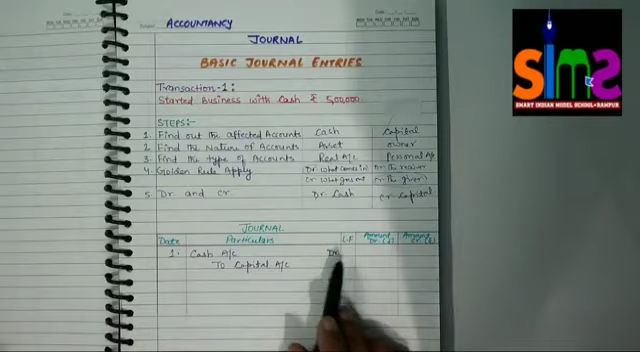 ACCOUNTANCY
JOURNAL
BASIC JOURNAL ENTRIES
Transaction-1:
Started Business with Cash ₹ 5,00,000
STEPS:-
1. Find out the affected Accounts Cash Capital
2. Find the Nature of Accounts Asset owner
3. Find the type of Accounts Real A/c Personal A/c
4. Golden Rule Apply Dr What comes in Dr the receiver
Cr What goes out Cr the giver
5. Dr and Cr Dr Cash Cr Capital
JOURNAL
Date Particulars L.F Amount Dr (₹) Amount Cr (₹)
1. Cash A/c Dr
To Capital A/c
SIMS
SMART INDIAN MODEL SCHOOL-RAMPUR